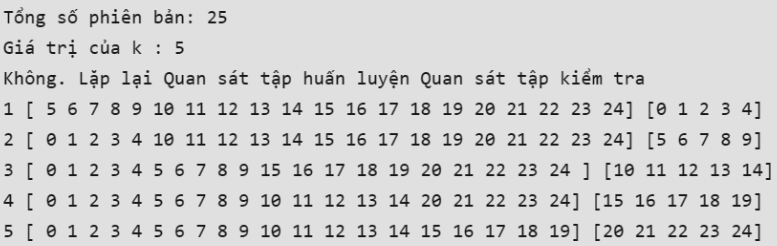 Tổng số phiên bản: 25
Giá trị của k : 5
Không. Lặp lại Quan sát tập huấn luyện Quan sát tập kiểm tra
1 [ 5 6 7 8 9 10 11 12 13 14 15 16 17 18 19 20 21 22 23 24] [0 1 2 3 4]
2 [ 0 1 2 3 4 10 11 12 13 14 15 16 17 18 19 20 21 22 23 24] [5 6 7 8 9]
3 [ 0 1 2 3 4 5 6 7 8 9 15 16 17 18 19 20 21 22 23 24 ] [10 11 12 13 14]
4 [ 0 1 2 3 4 5 6 7 8 9 10 11 12 13 14 20 21 22 23 24] [15 16 17 18 19]
5 [ 0 1 2 3 4 5 6 7 8 9 10 11 12 13 14 15 16 17 18 19] [20 21 22 23 24]